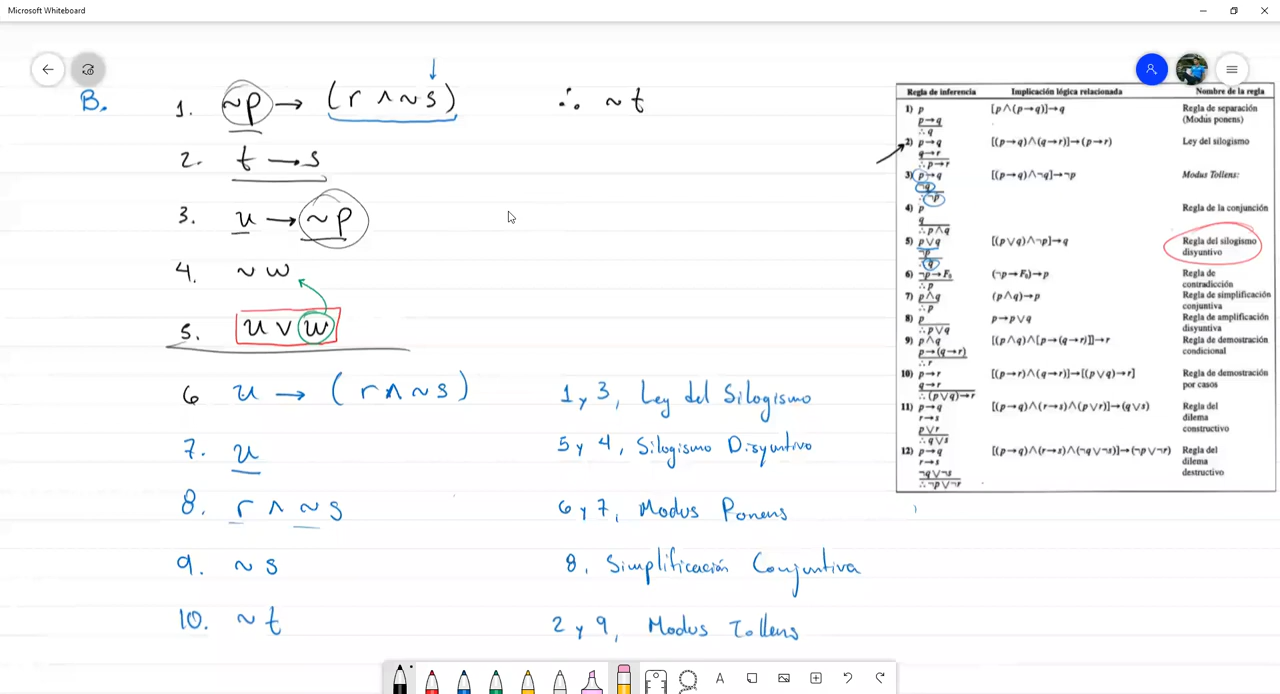 Microsoft Whiteboard
B.
1. ~p → (r ∧ ~s) ∴ ~t
2. t → s
3. u → ~p
4. ~w
5. u ∨ w
6 u → (r ∧ ~s) 1 y 3, Ley del Silogismo
7. u 5 y 4, Silogismo Disyuntivo
8. r ∧ ~s 6 y 7, Modus Ponens
9. ~s 8. Simplificación Conjuntiva
10. ~t 2 y 9, Modus Tollens
Regla de inferencia Implicación lógica relacionada Nombre de la regla
1) p [p∧(p→q)]→q Regla de separación
p→q (Modus ponens)
∴ q
2) p→q [(p→q)∧(q→r)]→(p→r) Ley del silogismo
q→r
∴ p→r
3) p→q [(p→q)∧¬q]→¬p Modus Tollens:
¬q
∴ ¬p
4) p Regla de la conjunción
q
∴ p∧q
5) p∨q [(p∨q)∧¬p]→q Regla del silogismo
¬p disyuntivo
∴ q
6) ¬p→F₀ (¬p→F₀)→p Regla de
∴ p contradicción
7) p∧q (p∧q)→p Regla de simplificación
∴ p conjuntiva
8) p p→p∨q Regla de amplificación
∴ p∨q disyuntiva
9) p∧q [(p∧q)∧[p→(q→r)]]→r Regla de demostración
p→(q→r) condicional
∴ r
10) p→r [(p→r)∧(q→r)]→[(p∨q)→r] Regla de demostración
q→r por casos
∴ (p∨q)→r
11) p→q [(p→q)∧(r→s)∧(p∨r)]→(q∨s) Regla del
r→s dilema
p∨r constructivo
∴ q∨s
12) p→q [(p→q)∧(r→s)∧(¬q∨¬s)]→(¬p∨¬r) Regla del
r→s dilema
¬q∨¬s destructivo
∴ ¬p∨¬r
A